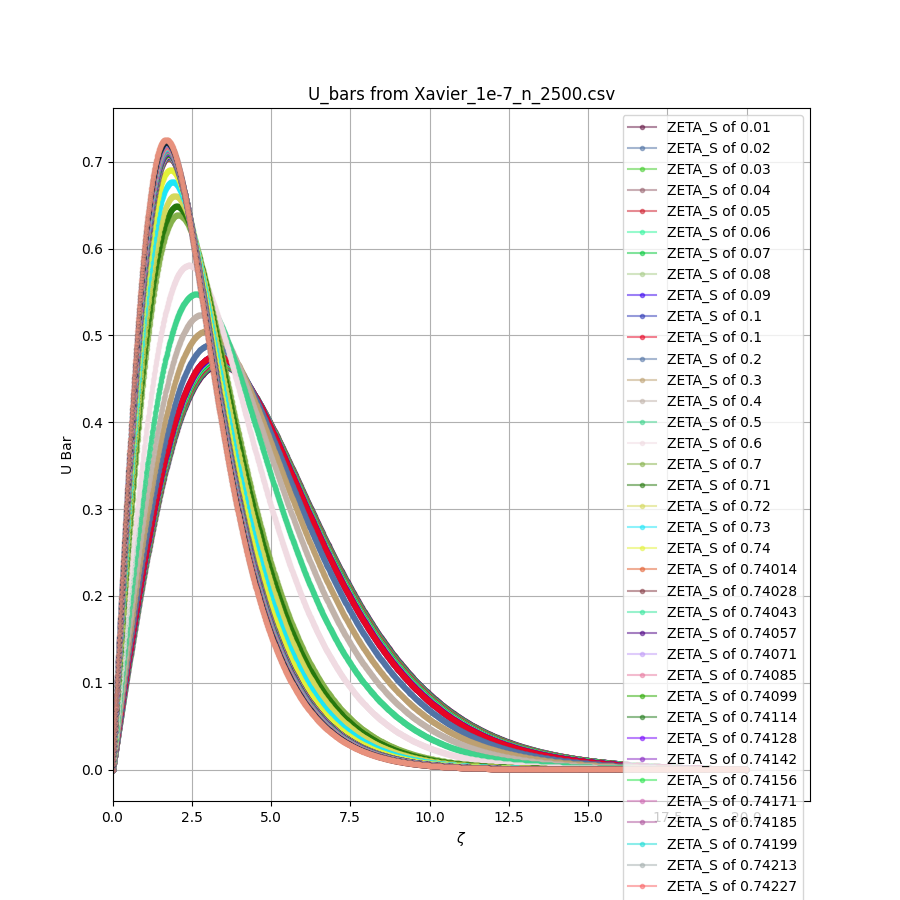 U_bars from Xavier_1e-7_n_2500.csv
U Bar
0.7
0.6
0.5
0.4
0.3
0.2
0.1
0.0
0.0 2.5 5.0 7.5 10.0 12.5 15.0 17.5 20.0
ζ
ZETA_S of 0.01
ZETA_S of 0.02
ZETA_S of 0.03
ZETA_S of 0.04
ZETA_S of 0.05
ZETA_S of 0.06
ZETA_S of 0.07
ZETA_S of 0.08
ZETA_S of 0.09
ZETA_S of 0.1
ZETA_S of 0.1
ZETA_S of 0.2
ZETA_S of 0.3
ZETA_S of 0.4
ZETA_S of 0.5
ZETA_S of 0.6
ZETA_S of 0.7
ZETA_S of 0.71
ZETA_S of 0.72
ZETA_S of 0.73
ZETA_S of 0.74
ZETA_S of 0.74014
ZETA_S of 0.74028
ZETA_S of 0.74043
ZETA_S of 0.74057
ZETA_S of 0.74071
ZETA_S of 0.74085
ZETA_S of 0.74099
ZETA_S of 0.74114
ZETA_S of 0.74128
ZETA_S of 0.74142
ZETA_S of 0.74156
ZETA_S of 0.74171
ZETA_S of 0.74185
ZETA_S of 0.74199
ZETA_S of 0.74213
ZETA_S of 0.74227